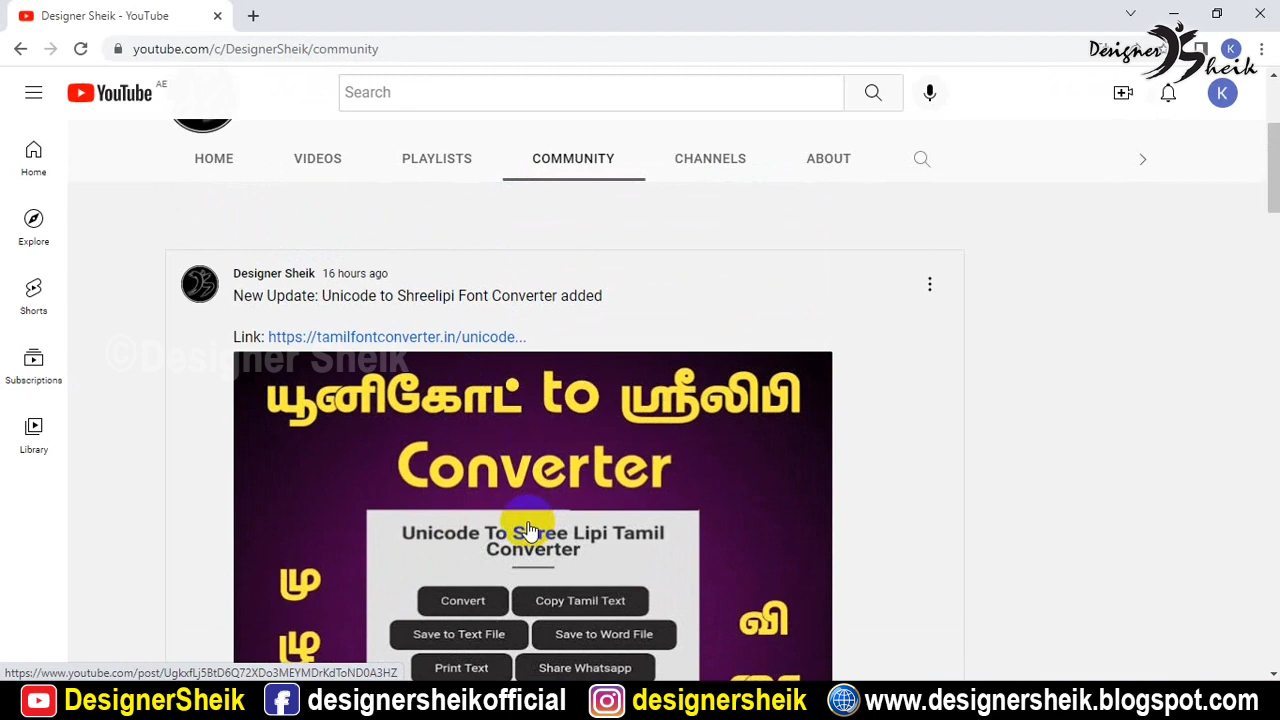 Designer Sheik - YouTube
youtube.com/c/DesignerSheik/community
K
Designer Sheik
YouTube AE
Search
K
HOME VIDEOS PLAYLISTS COMMUNITY CHANNELS ABOUT
Home
Explore
Shorts
Subscriptions
Library
Designer Sheik 16 hours ago
New Update: Unicode to Shreelipi Font Converter added
Link: https://tamilfontconverter.in/unicode...
©Designer Sheik
யூனிகோட் to ஸ்ரீலிபி
Converter
Unicode To Shree Lipi Tamil
Converter
Convert Copy Tamil Text
Save to Text File Save to Word File
Print Text Share Whatsapp
மு
ழு
வி
https://www.youtube.com/post/UgkxfLj5BtD6Q72XDo3MEYMDrKdToND0A3HZ
DesignerSheik designersheikofficial designersheik www.designersheik.blogspot.com